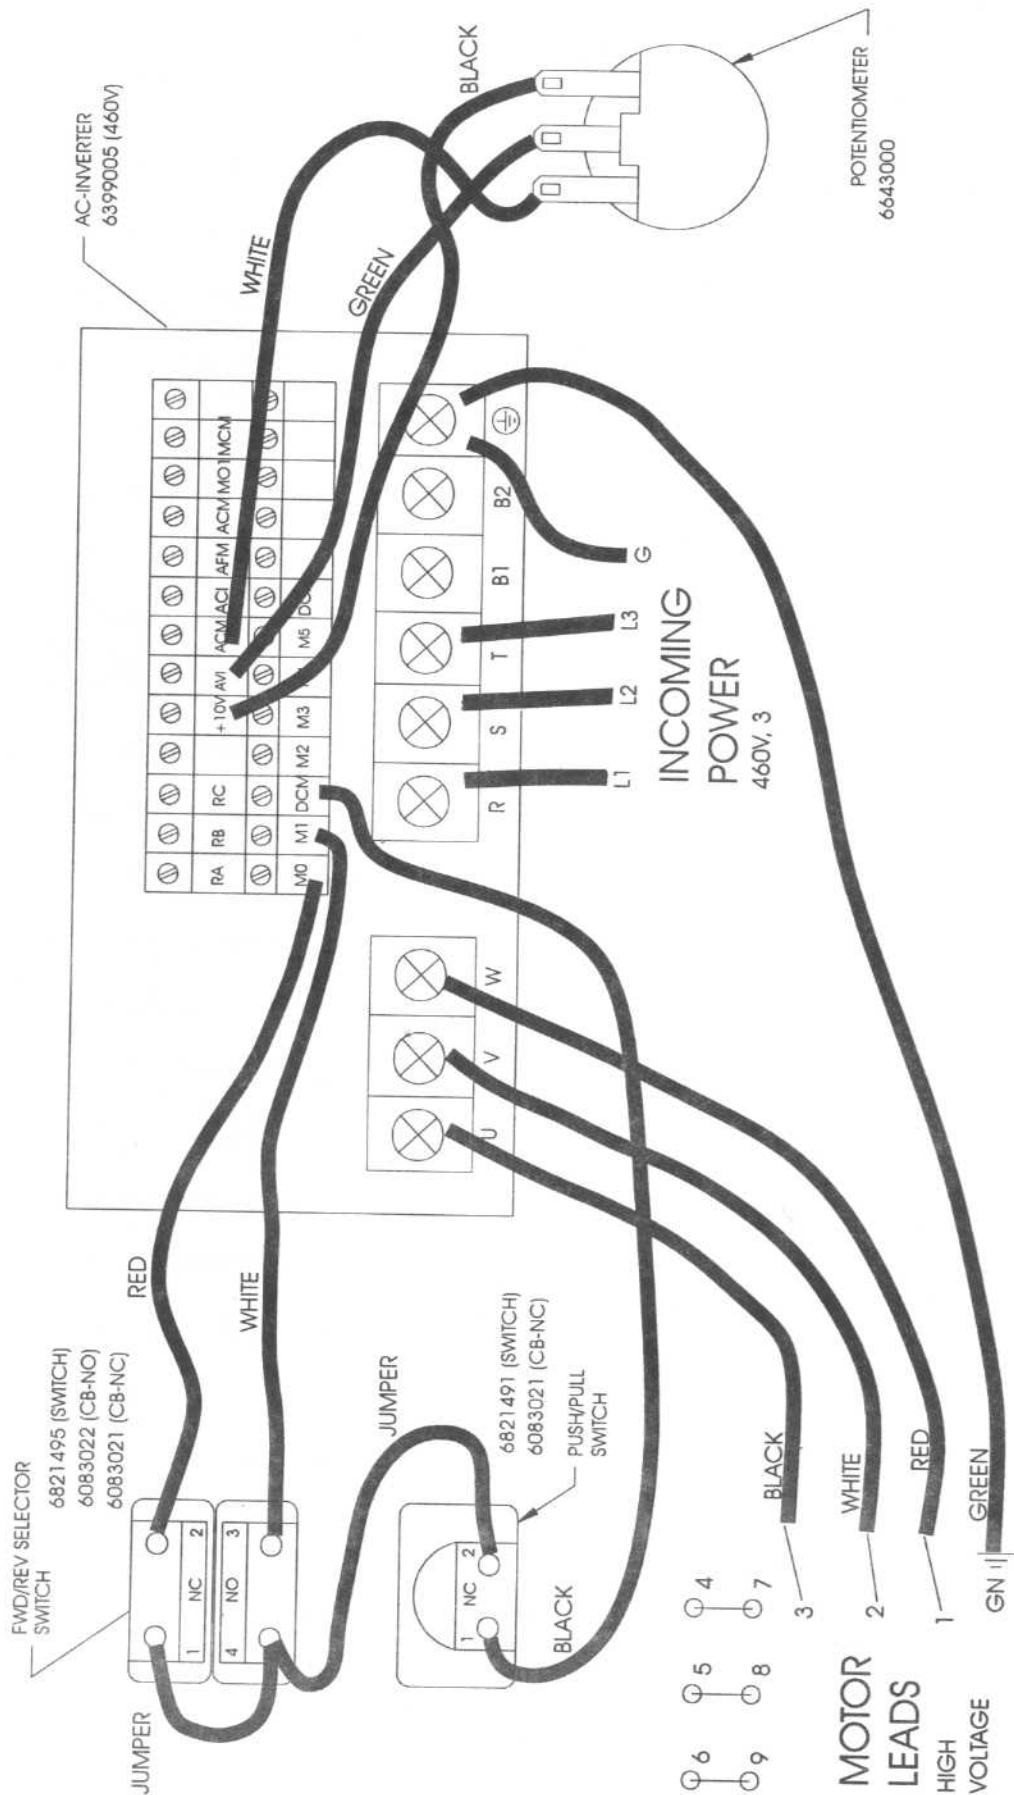 FWD/REV SELECTOR
SWITCH
6821495 (SWITCH)
6083022 (CB-NO)
6083021 (CB-NC)
RED
WHITE
JUMPER
1 NC 2
4 NO 3
JUMPER
6821491 (SWITCH)
6083021 (CB-NC)
PUSH/PULL
SWITCH
1 NC 2
BLACK
AC-INVERTER
6399005 (460V)
RA RB RC +10V AVI ACM ACI AFM ACM MO1 MCM
M0 M1 DCM M2 M3 M5 DC
WHITE
GREEN
BLACK
POTENTIOMETER
6643000
U V W
R S T B1 B2
L1 L2 L3 G
INCOMING
POWER
460V, 3
6 5 4
9 8 7
BLACK
WHITE
RED
GREEN
3
2
1
GN
MOTOR
LEADS
HIGH
VOLTAGE